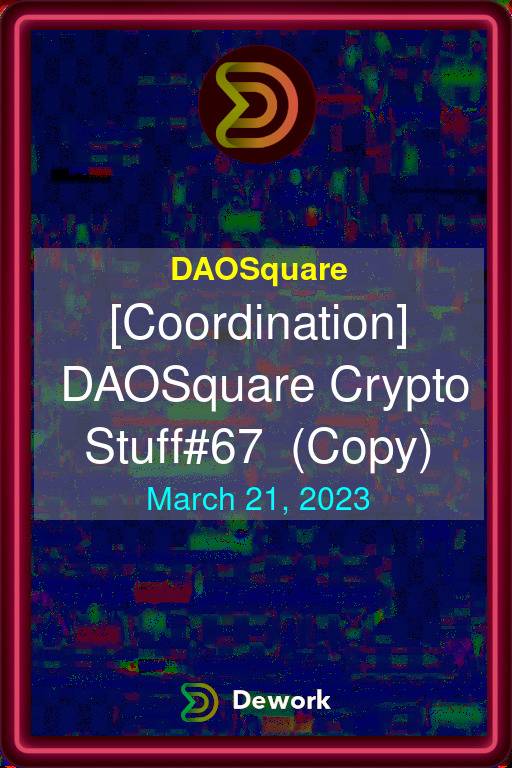 DAOSquare
[Coordination]
DAOSquare Crypto
Stuff#67 (Copy)
March 21, 2023
Dework